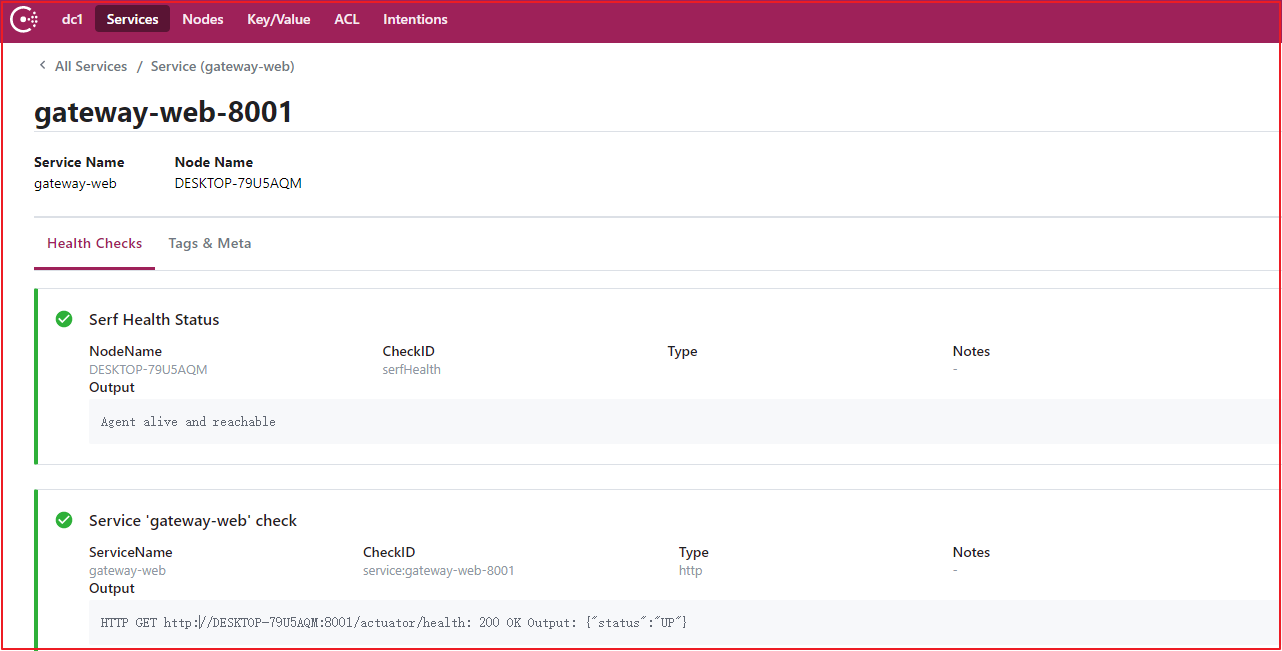 dc1 Services Nodes Key/Value ACL Intentions
All Services / Service (gateway-web)
gateway-web-8001
Service Name Node Name
gateway-web DESKTOP-79U5AQM
Health Checks Tags & Meta
Serf Health Status
NodeName CheckID Type Notes
DESKTOP-79U5AQM serfHealth -
Output
Agent alive and reachable
Service 'gateway-web' check
ServiceName CheckID Type Notes
gateway-web service:gateway-web-8001 http -
Output
HTTP GET http://DESKTOP-79U5AQM:8001/actuator/health: 200 OK Output: {"status":"UP"}